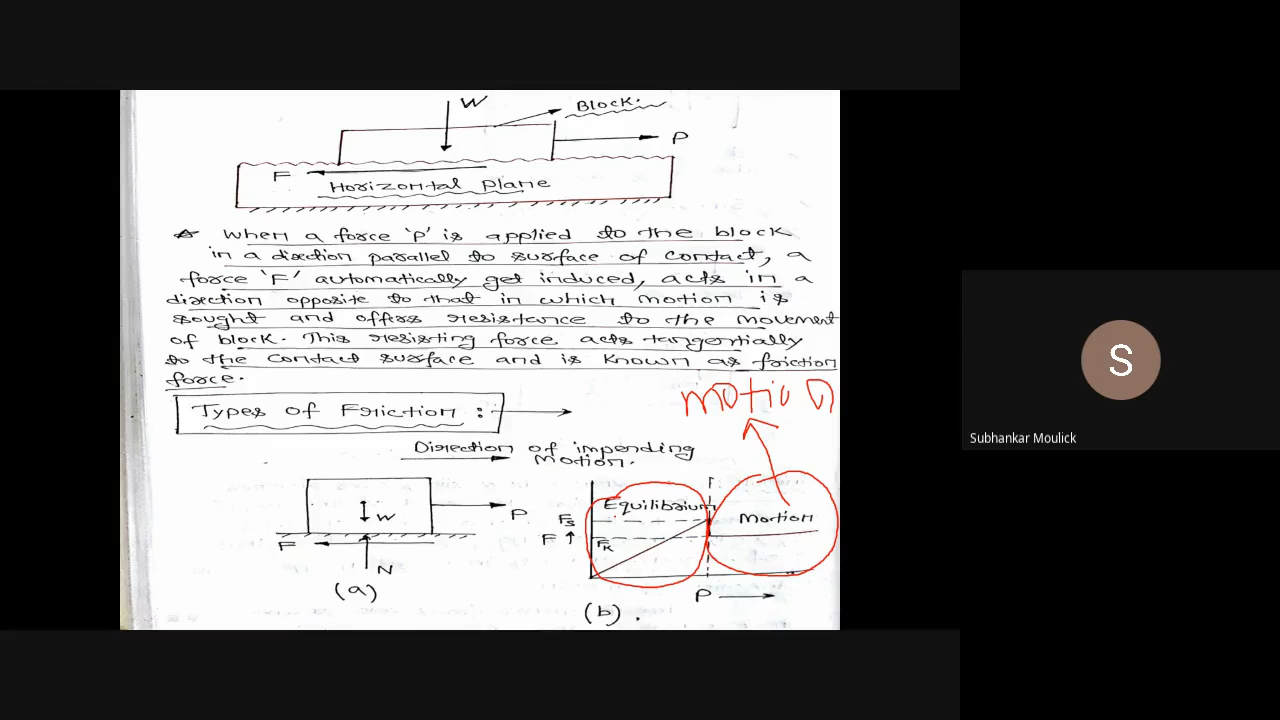 W
Block.
P
F
Horizontal Plane
* When a force 'P' is applied to the block
in a direction parallel to surface of contact, a
force 'F' automatically get induced, acts in a
direction opposite to that in which motion is
sought and offers resistance to the movement
of block. This resisting force acts tangentially
to the contact surface and is known as friction
force.
motion
Types of Friction :
Direction of impending
Motion.
Equilibrium
Motion
P
W
Fs
F
FK
F
N
P
(a)
(b) .
S
Subhankar Moulick